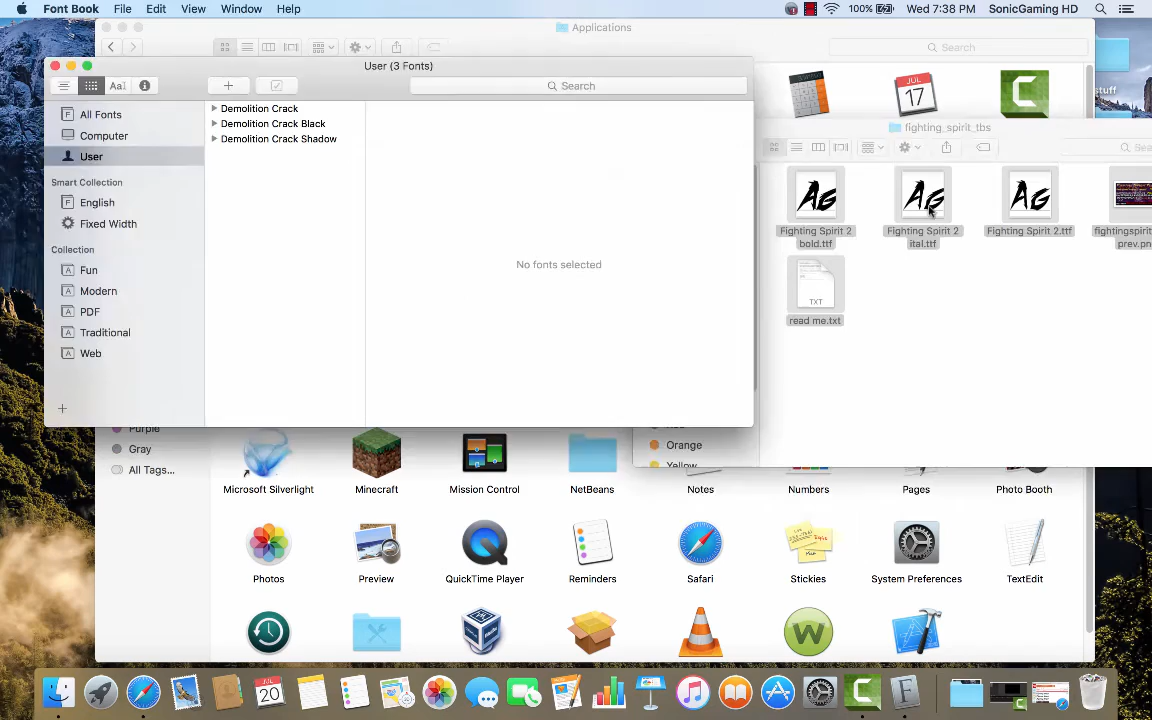 Font Book File Edit View Window Help
100% Wed 7:38 PM SonicGaming HD
Applications
Search
User (3 Fonts)
Search
All Fonts
Computer
User
Smart Collection
English
Fixed Width
Collection
Fun
Modern
PDF
Traditional
Web
Demolition Crack
Demolition Crack Black
Demolition Crack Shadow
No fonts selected
JUL
17
stuff
fighting_spirit_tbs
Sea
AG
AG
AG
Fighting Spirit 2
bold.ttf
Fighting Spirit 2
ital.ttf
Fighting Spirit 2.ttf
fightingspirit
prev.pn
TXT
read me.txt
Orange
Yellow
Purple
Gray
All Tags...
Microsoft Silverlight
Minecraft
Mission Control
NetBeans
Notes
Numbers
Pages
Photo Booth
Photos
Preview
QuickTime Player
Reminders
Safari
Stickies
System Preferences
TextEdit
JUL
20